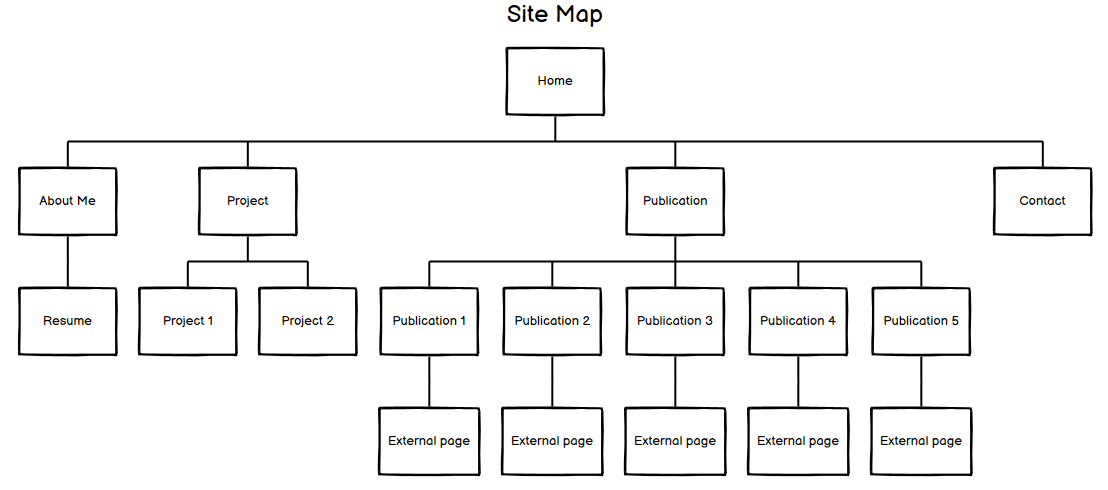 Site Map
Home
About Me
Project
Publication
Contact
Resume
Project 1
Project 2
Publication 1
Publication 2
Publication 3
Publication 4
Publication 5
External page
External page
External page
External page
External page